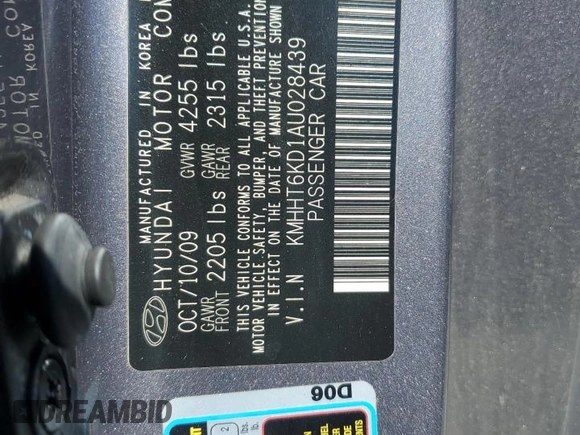 MANUFACTURED IN KOREA
HYUNDAI MOTOR COM
OCT/10/09 GVWR 4255 lbs
GAWR FRONT 2205 lbs GAWR REAR 2315 lbs
THIS VEHICLE CONFORMS TO ALL APPLICABLE U.S.A.
MOTOR VEHICLE SAFETY, BUMPER, AND THEFT PREVENTION
IN EFFECT ON THE DATE OF MANUFACTURE SHOWN
V.I.N KMHHT6KD1AU028439
PASSENGER CAR
D06
DREAMBID